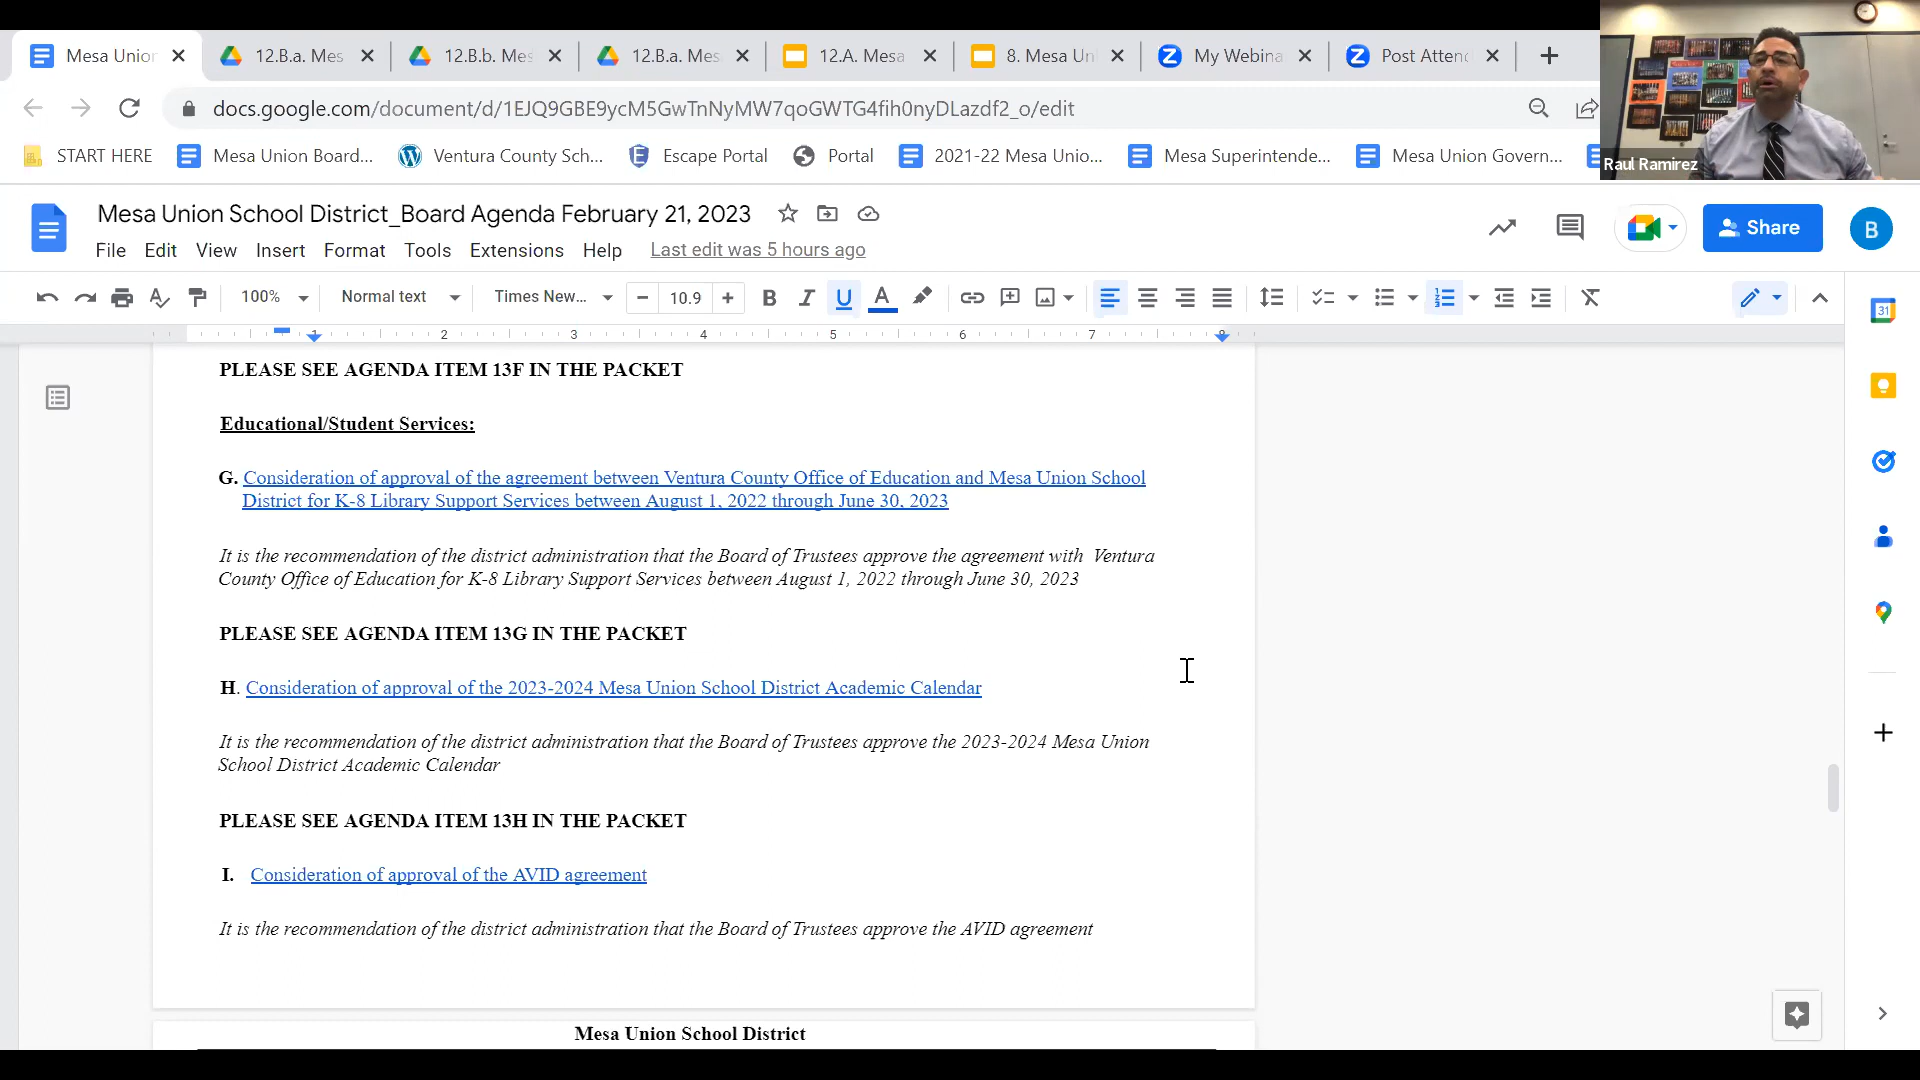 Mesa Union
12.B.a. Mes
12.B.b. Mes
12.B.a. Mes
12.A. Mesa
8. Mesa Un
My Webina
Post Attend
docs.google.com/document/d/1EJQ9GBE9ycM5GwTnNyMW7qoGWTG4fih0nyDLazdf2_o/edit
START HERE
Mesa Union Board...
Ventura County Sch...
Escape Portal
Portal
2021-22 Mesa Unio...
Mesa Superintende...
Mesa Union Govern...
Raul Ramirez
Mesa Union School District_Board Agenda February 21, 2023
File Edit View Insert Format Tools Extensions Help Last edit was 5 hours ago
Share
B
100% Normal text Times New... 10.9 B I U A
1 2 3 4 5 6 7 8
31
PLEASE SEE AGENDA ITEM 13F IN THE PACKET
Educational/Student Services:
G. Consideration of approval of the agreement between Ventura County Office of Education and Mesa Union School
District for K-8 Library Support Services between August 1, 2022 through June 30, 2023
It is the recommendation of the district administration that the Board of Trustees approve the agreement with Ventura
County Office of Education for K-8 Library Support Services between August 1, 2022 through June 30, 2023
PLEASE SEE AGENDA ITEM 13G IN THE PACKET
H. Consideration of approval of the 2023-2024 Mesa Union School District Academic Calendar
It is the recommendation of the district administration that the Board of Trustees approve the 2023-2024 Mesa Union
School District Academic Calendar
PLEASE SEE AGENDA ITEM 13H IN THE PACKET
I. Consideration of approval of the AVID agreement
It is the recommendation of the district administration that the Board of Trustees approve the AVID agreement
Mesa Union School District